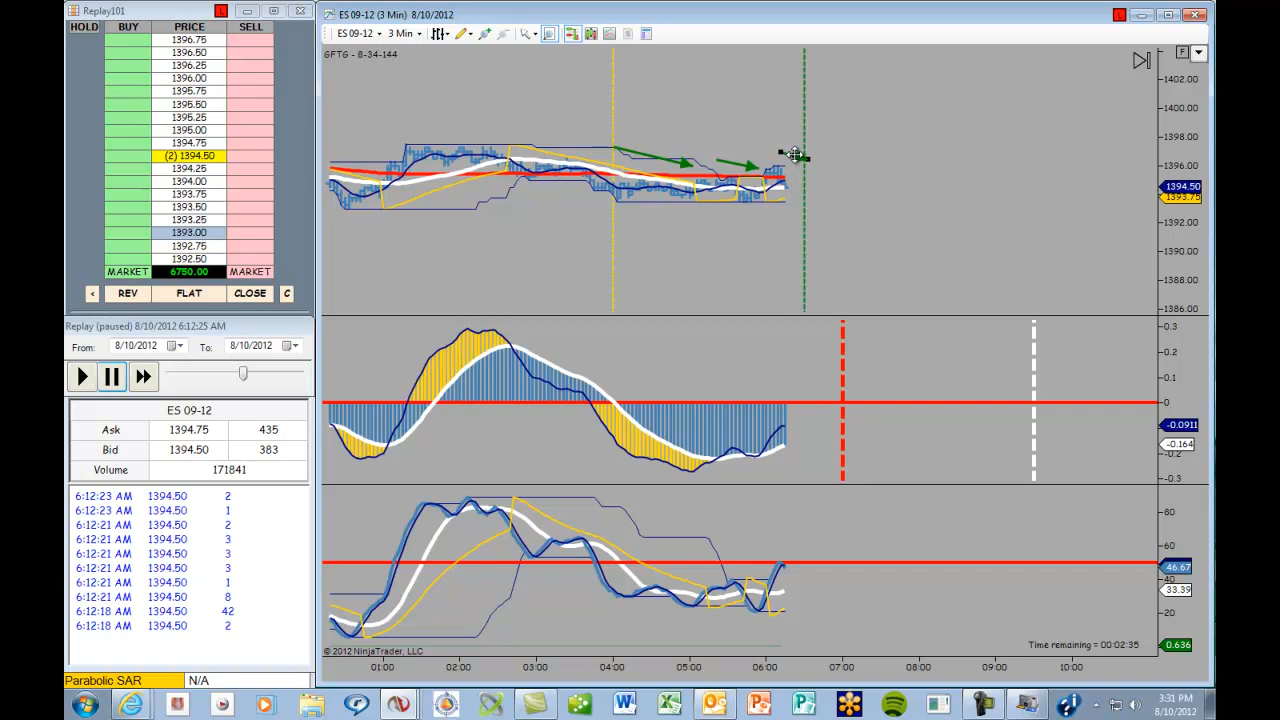 Replay101
HOLD BUY PRICE SELL
1396.75
1396.50
1396.25
1396.00
1395.75
1395.50
1395.25
1395.00
1394.75
(2) 1394.50
1394.25
1394.00
1393.75
1393.50
1393.25
1393.00
1392.75
1392.50
MARKET 6750.00 MARKET
< REV FLAT CLOSE C
Replay (paused) 8/10/2012 6:12:25 AM
From: 8/10/2012 To: 8/10/2012
ES 09-12
Ask 1394.75 435
Bid 1394.50 383
Volume 171841
6:12:23 AM 1394.50 2
6:12:23 AM 1394.50 1
6:12:21 AM 1394.50 2
6:12:21 AM 1394.50 3
6:12:21 AM 1394.50 3
6:12:21 AM 1394.50 3
6:12:21 AM 1394.50 1
6:12:21 AM 1394.50 8
6:12:18 AM 1394.50 42
6:12:18 AM 1394.50 2
Parabolic SAR N/A
ES 09-12 (3 Min) 8/10/2012
ES 09-12 3 Min
GFTG - 8-34-144
F
1402.00
1400.00
1398.00
1396.00
1394.50
1393.75
1392.00
1390.00
1388.00
1386.00
0.3
0.2
0.1
0
-0.0911
-0.164
-0.2
-0.3
80
60
46.67
40
33.39
20
0.636
Time remaining = 00:02:35
© 2012 NinjaTrader, LLC
01:00 02:00 03:00 04:00 05:00 06:00 07:00 08:00 09:00 10:00
3:31 PM
8/10/2012